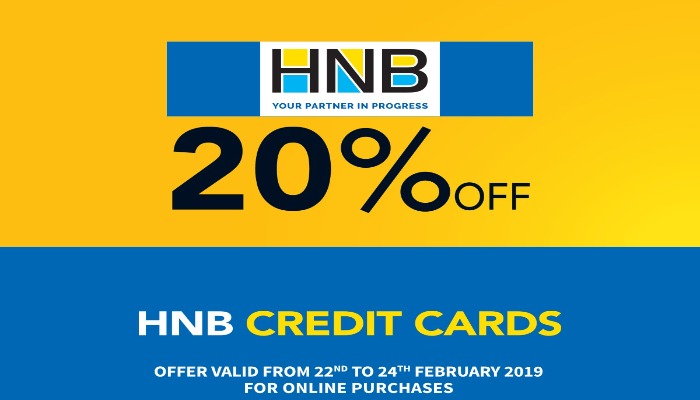 HNB
YOUR PARTNER IN PROGRESS
20%OFF
HNB CREDIT CARDS
OFFER VALID FROM 22ND TO 24TH FEBRUARY 2019
FOR ONLINE PURCHASES